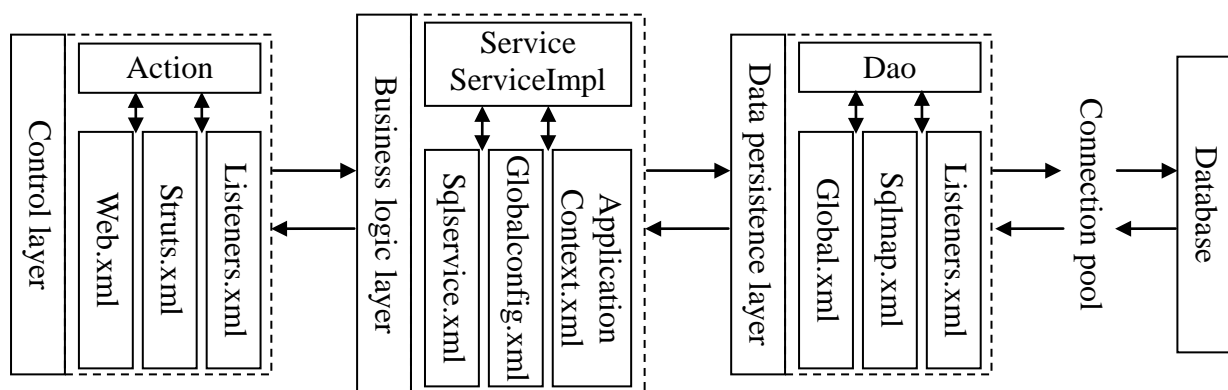 Control layer
Action
Web.xml
Struts.xml
Listeners.xml
Business logic layer
Service
ServiceImpl
Sqlservice.xml
Globalconfig.xml
Application
Context.xml
Data persistence layer
Dao
Global.xml
Sqlmap.xml
Listeners.xml
Connection pool
Database